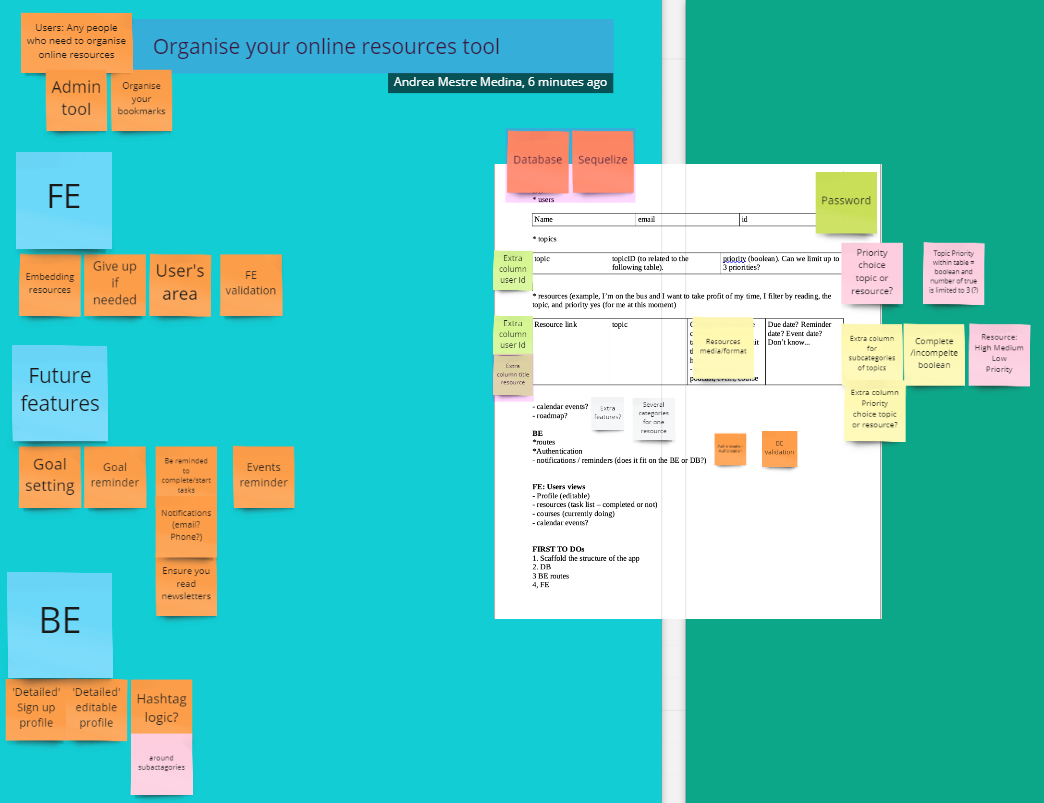 Users: Any people
who need to organise
online resources
Organise your online resources tool
Andrea Mestre Medina, 6 minutes ago
Admin
tool
Organise
your
bookmarks
FE
Embedding
resources
Give up
if
needed
User's
area
FE
validation
Future
features
Goal
setting
Goal
reminder
Be reminded
to
complete/start
tasks
Events
reminder
Notifications
(email?
Phone?)
Ensure you
read
newsletters
BE
'Detailed'
Sign up
profile
'Detailed'
editable
profile
Hashtag
logic?
around
subactagories
Database
Sequelize
* users
Password
Name
email
id
* topics
Extra
column
user Id
topic
topicID (to related to the
following table).
priority (boolean). Can we limit up to
3 priorities?
Priority
choice
topic or
resource?
Topic Priority
within table =
boolean and
number of true
is limited to 3 (?)
* resources (example, I'm on the bus and I want to take profit of my time, I filter by reading, the
topic, and priority yes (for me at this moment)
Extra
column
user Id
Extra
column title
resource
Resource link
topic
Resources
media/format
Due date? Reminder
date? Event date?
Don't know...
Extra column
for
subcategories
of topics
Complete
/incompelte
boolean
Resource:
High Medium
Low
Priority
Extra column
Priority
choice topic
or resource?
- calendar events?
- roadmap?
Extra
features?
Several
categories
for one
resource
BE
*routes
*Authentication
- notifications / reminders (does it fit on the BE or DB?)
BE
validation
FE: Users views
- Profile (editable)
- resources (task list – completed or not)
- courses (currently doing)
- calendar events?
FIRST TO DOs
1. Scaffold the structure of the app
2. DB
3 BE routes
4, FE